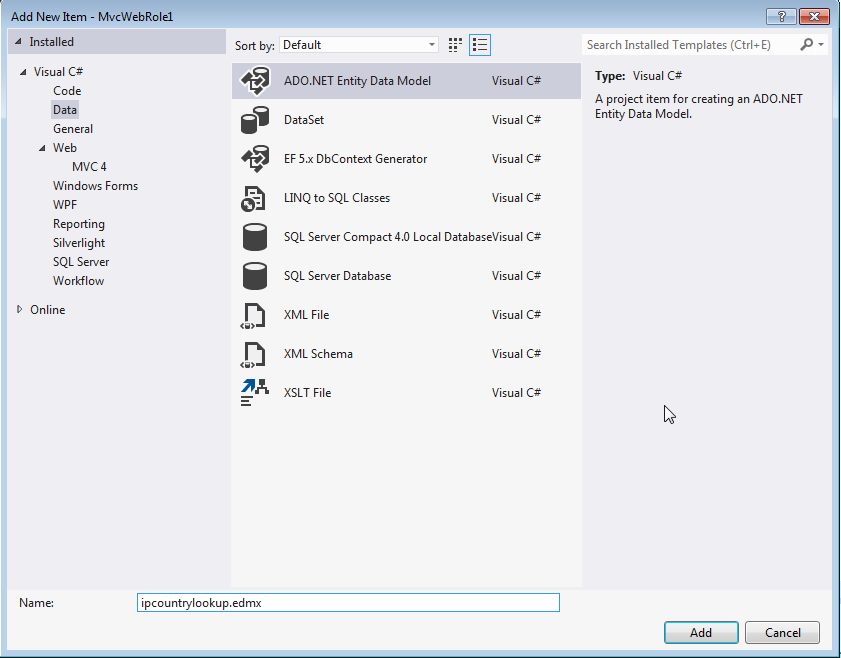 Add New Item - MvcWebRole1
Installed
Sort by: Default
Search Installed Templates (Ctrl+E)
Visual C#
Code
Data
General
Web
MVC 4
Windows Forms
WPF
Reporting
Silverlight
SQL Server
Workflow
Online
ADO.NET Entity Data Model Visual C#
DataSet Visual C#
EF 5.x DbContext Generator Visual C#
LINQ to SQL Classes Visual C#
SQL Server Compact 4.0 Local Database Visual C#
SQL Server Database Visual C#
XML File Visual C#
XML Schema Visual C#
XSLT File Visual C#
Type: Visual C#
A project item for creating an ADO.NET
Entity Data Model.
Name: ipcountrylookup.edmx
Add Cancel